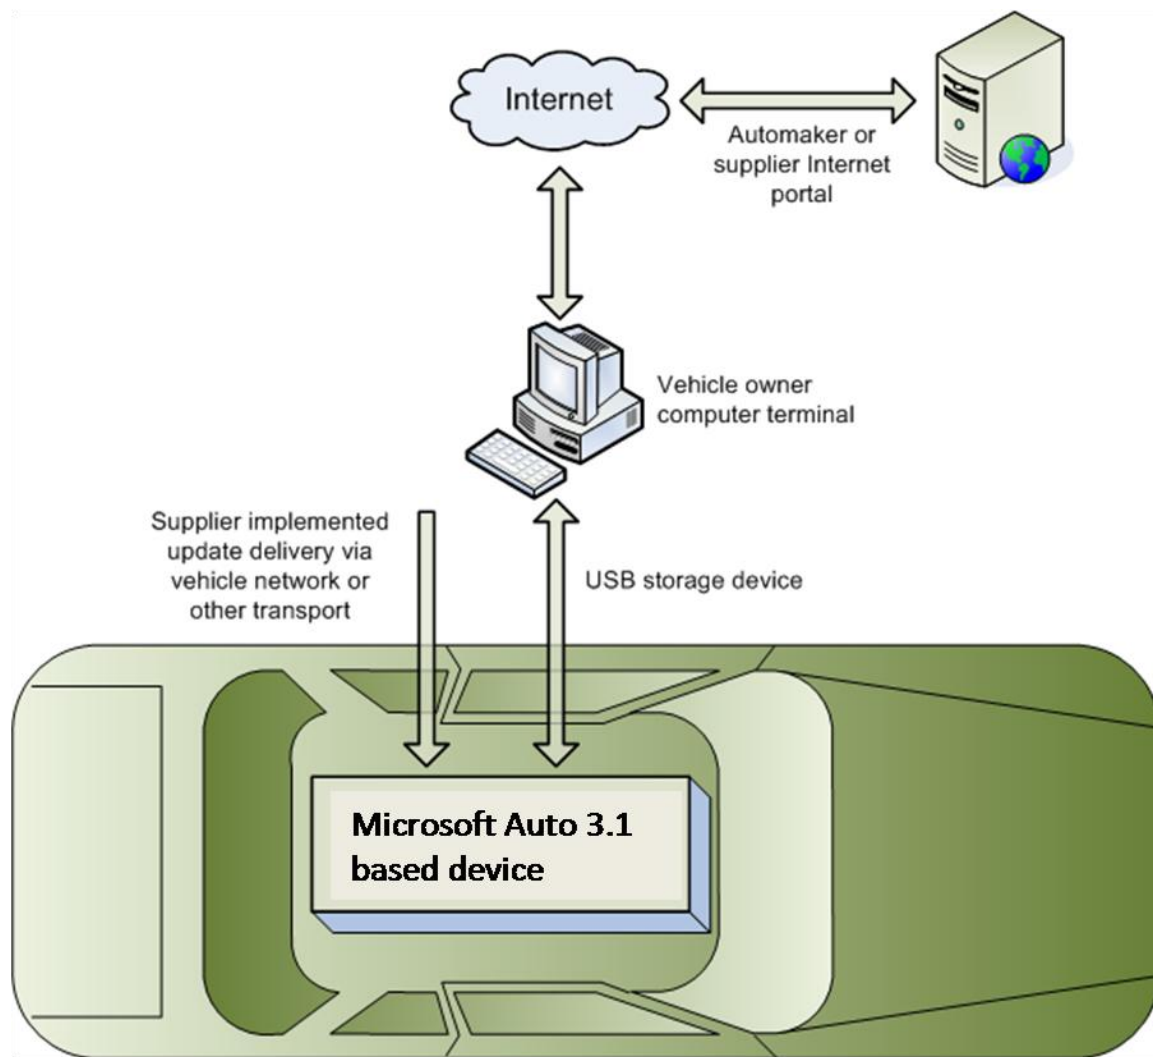 Internet
Automaker or
supplier Internet
portal
Vehicle owner
computer terminal
Supplier implemented
update delivery via
vehicle network or
other transport
USB storage device
Microsoft Auto 3.1
based device